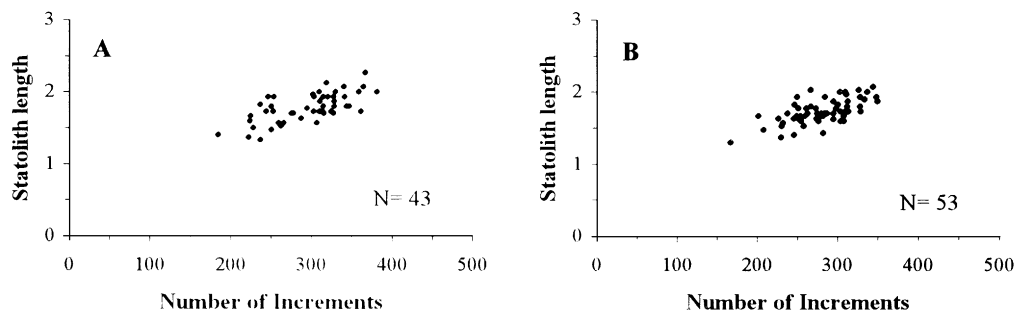 3
A
2
Statolith length
1
N= 43
0
0 100 200 300 400 500
Number of Increments
3
B
2
Statolith length
1
N= 53
0
0 100 200 300 400 500
Number of Increments